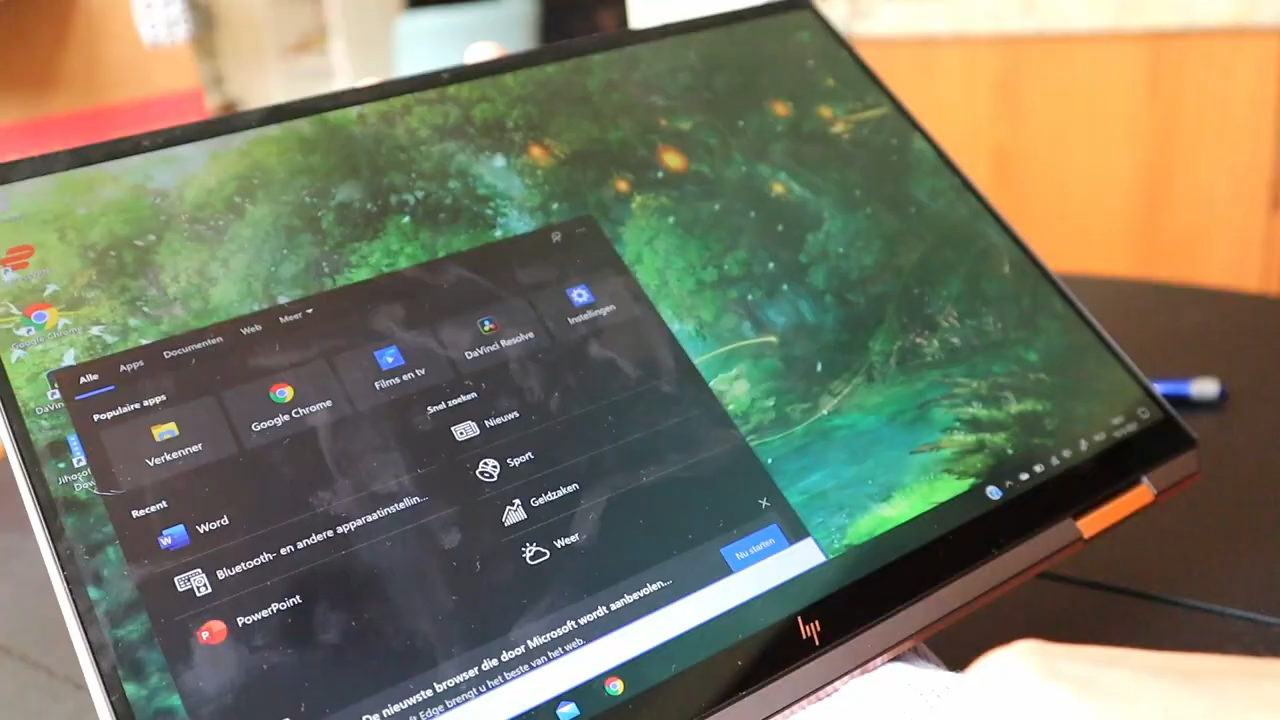 Alle
Apps
Documenten
Web
Meer
Populaire apps
Verkenner
Google Chrome
Films en tv
DaVinci Resolve
Instellingen
Recent
Word
Bluetooth- en andere apparaatinstellin...
PowerPoint
Snel zoeken
Nieuws
Sport
Geldzaken
Weer
De nieuwste browser die door Microsoft wordt aanbevolen...
Edge brengt u het beste van het web.
Nu starten
Google Chrome
hp